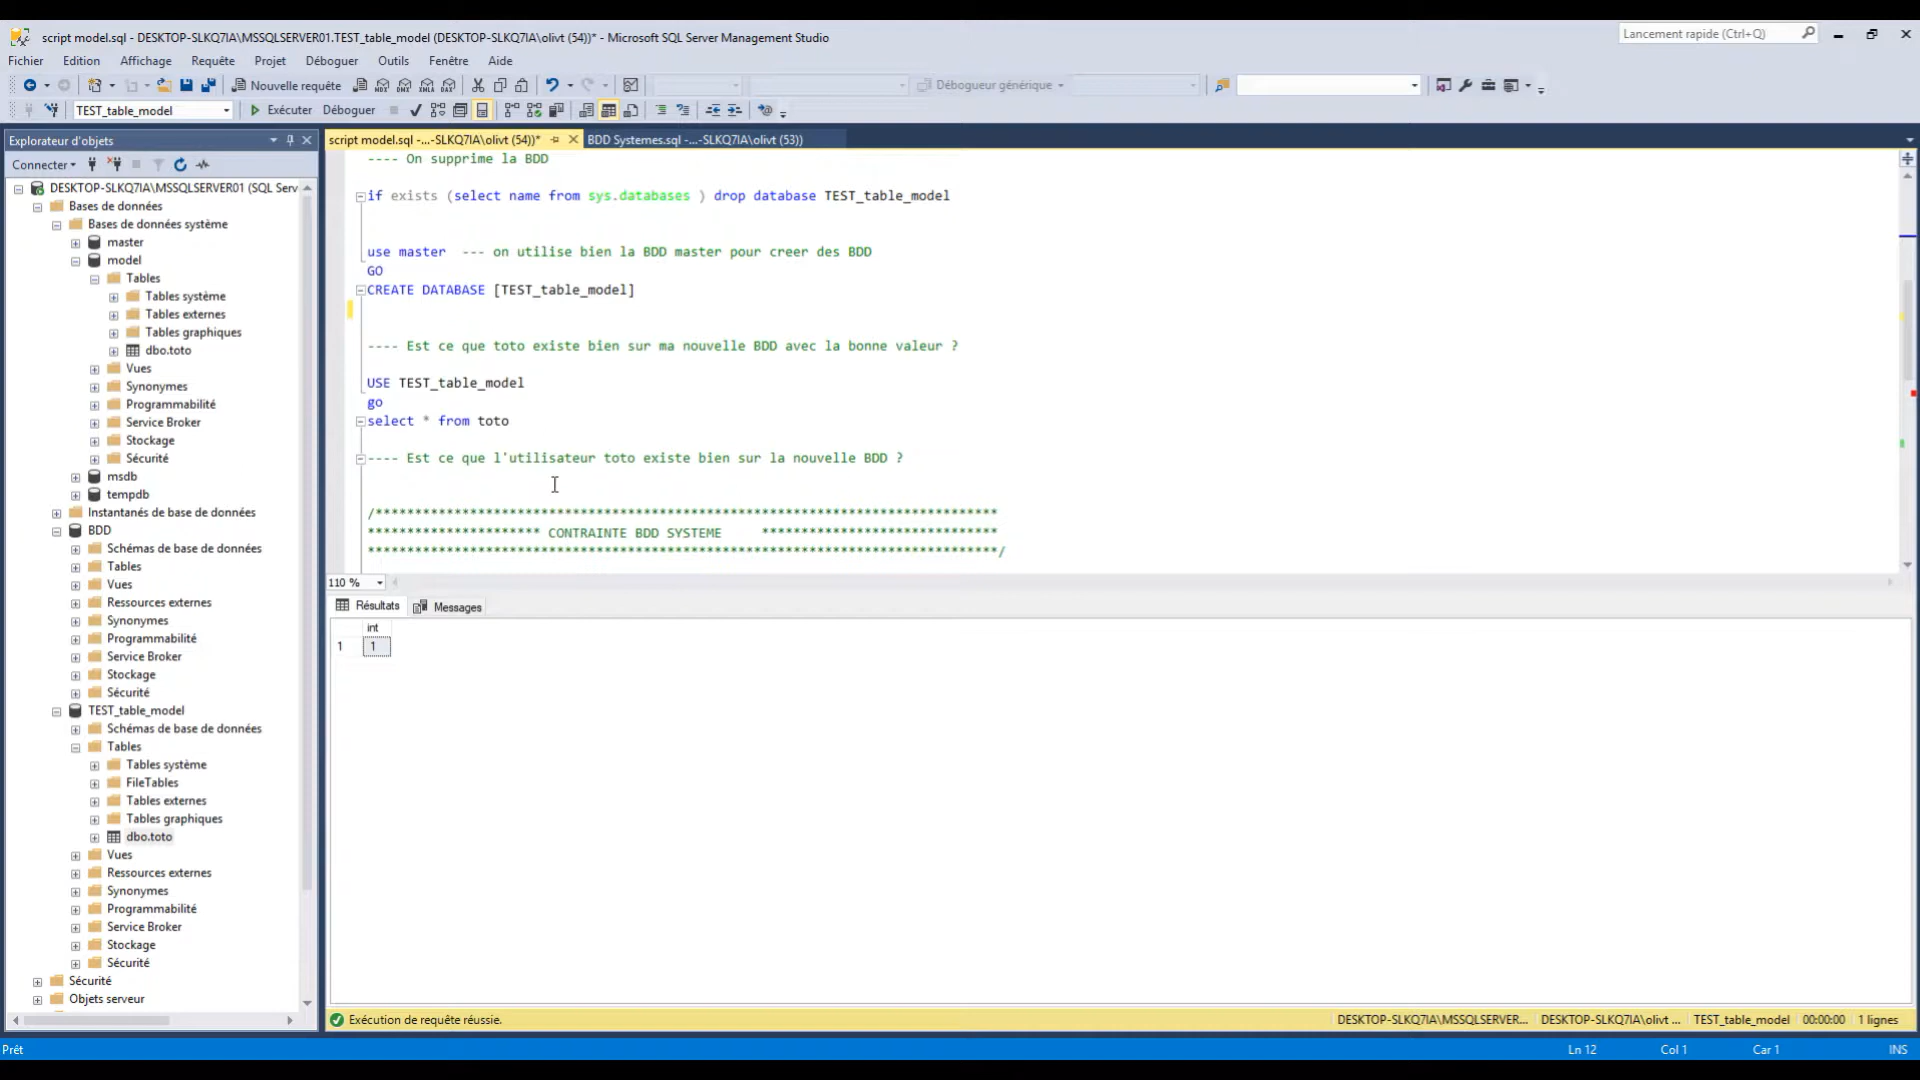 script model.sql - DESKTOP-SLKQ7IA\MSSQLSERVER01.TEST_table_model (DESKTOP-SLKQ7IA\olivt (54))* - Microsoft SQL Server Management Studio
Lancement rapide (Ctrl+Q)
Fichier Edition Affichage Requête Projet Déboguer Outils Fenêtre Aide
Nouvelle requête
Débogueur générique
TEST_table_model
Exécuter Déboguer
Explorateur d'objets
script model.sql -...-SLKQ7IA\olivt (54))*
BDD Systemes.sql -...-SLKQ7IA\olivt (53))
Connecter
DESKTOP-SLKQ7IA\MSSQLSERVER01 (SQL Serv
Bases de données
Bases de données système
master
model
Tables
Tables système
Tables externes
Tables graphiques
dbo.toto
Vues
Synonymes
Programmabilité
Service Broker
Stockage
Sécurité
msdb
tempdb
Instantanés de base de données
BDD
Schémas de base de données
Tables
Vues
Ressources externes
Synonymes
Programmabilité
Service Broker
Stockage
Sécurité
TEST_table_model
Schémas de base de données
Tables
Tables système
FileTables
Tables externes
Tables graphiques
dbo.toto
Vues
Ressources externes
Synonymes
Programmabilité
Service Broker
Stockage
Sécurité
Sécurité
Objets serveur
---- On supprime la BDD
if exists (select name from sys.databases ) drop database TEST_table_model
use master --- on utilise bien la BDD master pour creer des BDD
GO
CREATE DATABASE [TEST_table_model]
---- Est ce que toto existe bien sur ma nouvelle BDD avec la bonne valeur ?
USE TEST_table_model
go
select * from toto
---- Est ce que l'utilisateur toto existe bien sur la nouvelle BDD ?
/*******************************************************************************
********************** CONTRAINTE BDD SYSTEME ******************************
********************************************************************************/
110 %
Résultats Messages
int
1 1
Exécution de requête réussie.
DESKTOP-SLKQ7IA\MSSQLSERVER... DESKTOP-SLKQ7IA\olivt ... TEST_table_model 00:00:00 1 lignes
Prêt
Ln 12 Col 1 Car 1 INS